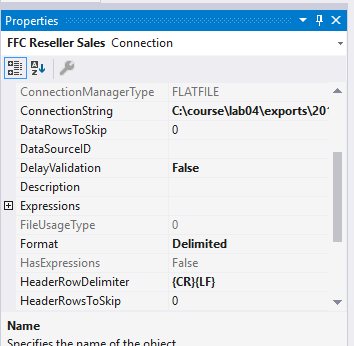 Properties
FFC Reseller Sales Connection
ConnectionManagerType FLATFILE
ConnectionString C:\course\lab04\exports\201
DataRowsToSkip 0
DataSourceID
DelayValidation False
Description
Expressions
FileUsageType 0
Format Delimited
HasExpressions False
HeaderRowDelimiter {CR}{LF}
HeaderRowsToSkip 0
Name
Specifies the name of the object